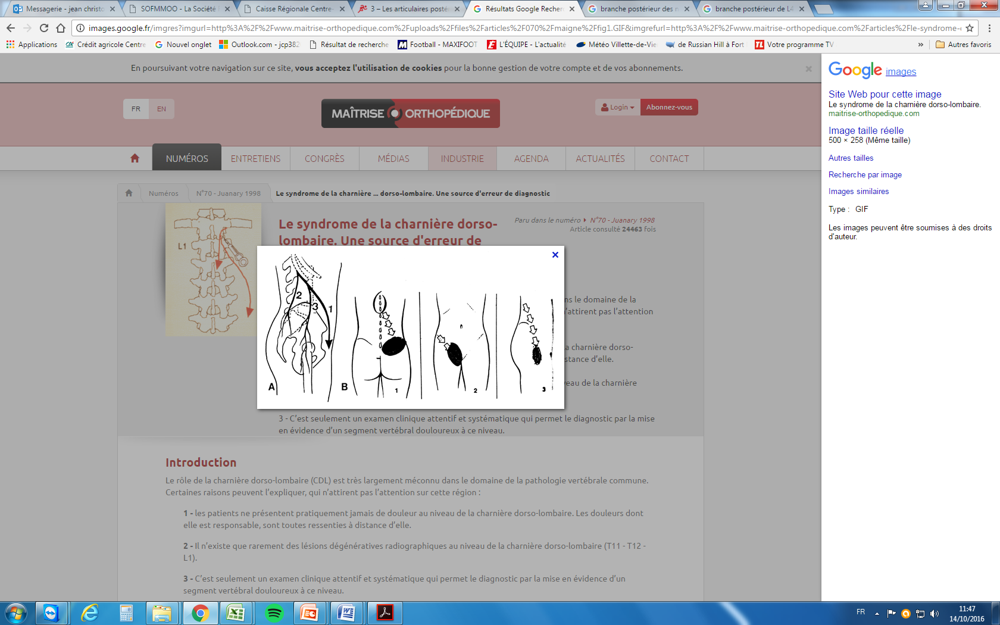 Messagerie - jean christo
SOFMMOO - La Société
Caisse Régionale Centre-
3 – Les articulaires posté
Résultats Google Recher
branche postérieur des n
branche postérieur de L4
images.google.fr/imgres?imgurl=http%3A%2F%2Fwww.maitrise-orthopedique.com%2Fuploads%2Ffiles%2Farticles%2F070%2Fmaigne%2Ffig1.GIF&imgrefurl=http%3A%2F%2Fwww.maitrise-orthopedique.com%2Farticles%2Fle-syndrome-
Applications
Crédit agricole Centre
Nouvel onglet
Outlook.com - jcp382
Résultat de recherche
Football - MAXIFOOT
L'ÉQUIPE - L'actualité
Météo Villette-de-Vie
de Russian Hill à Fort
Votre programme TV
»
Autres favoris
En poursuivant votre navigation sur ce site, vous acceptez l'utilisation de cookies pour la bonne gestion de votre compte et de vos abonnements.
FR
EN
MAÎTRISE ORTHOPÉDIQUE
Login
Abonnez-vous
NUMÉROS
ENTRETIENS
CONGRÈS
MÉDIAS
INDUSTRIE
AGENDA
ACTUALITÉS
CONTACT
Numéros
N°70 - Juanary 1998
Le syndrome de la charnière ... dorso-lombaire. Une source d'erreur de diagnostic
L1
Le syndrome de la charnière dorso-
lombaire. Une source d'erreur de
Paru dans le numéro N°70 - Juanary 1998
Article consulté 24463 fois
ns le domaine de la
n'attirent pas l'attention
a charnière dorso-
stance d'elle.
eau de la charnière
2
3
1
A
B
1
2
3
3 - C'est seulement un examen clinique attentif et systématique qui permet le diagnostic par la mise
en évidence d'un segment vertébral douloureux à ce niveau.
Introduction
Le rôle de la charnière dorso-lombaire (CDL) est très largement méconnu dans le domaine de la pathologie vertébrale commune.
Certaines raisons peuvent l'expliquer, qui n'attirent pas l'attention sur cette région :
1 - les patients ne présentent pratiquement jamais de douleur au niveau de la charnière dorso-lombaire. Les douleurs dont
elle est responsable, sont toutes ressenties à distance d'elle.
2 - Il n'existe que rarement des lésions dégénératives radiographiques au niveau de la charnière dorso-lombaire (T11 - T12 -
L1).
3 - C'est seulement un examen clinique attentif et systématique qui permet le diagnostic par la mise en évidence d'un
segment vertébral douloureux à ce niveau.
Google images
Site Web pour cette image
Le syndrome de la charnière dorso-lombaire.
maitrise-orthopedique.com
Image taille réelle
500 × 258 (Même taille)
Autres tailles
Recherche par image
Images similaires
Type : GIF
Les images peuvent être soumises à des droits
d'auteur.
FR
11:47
14/10/2016